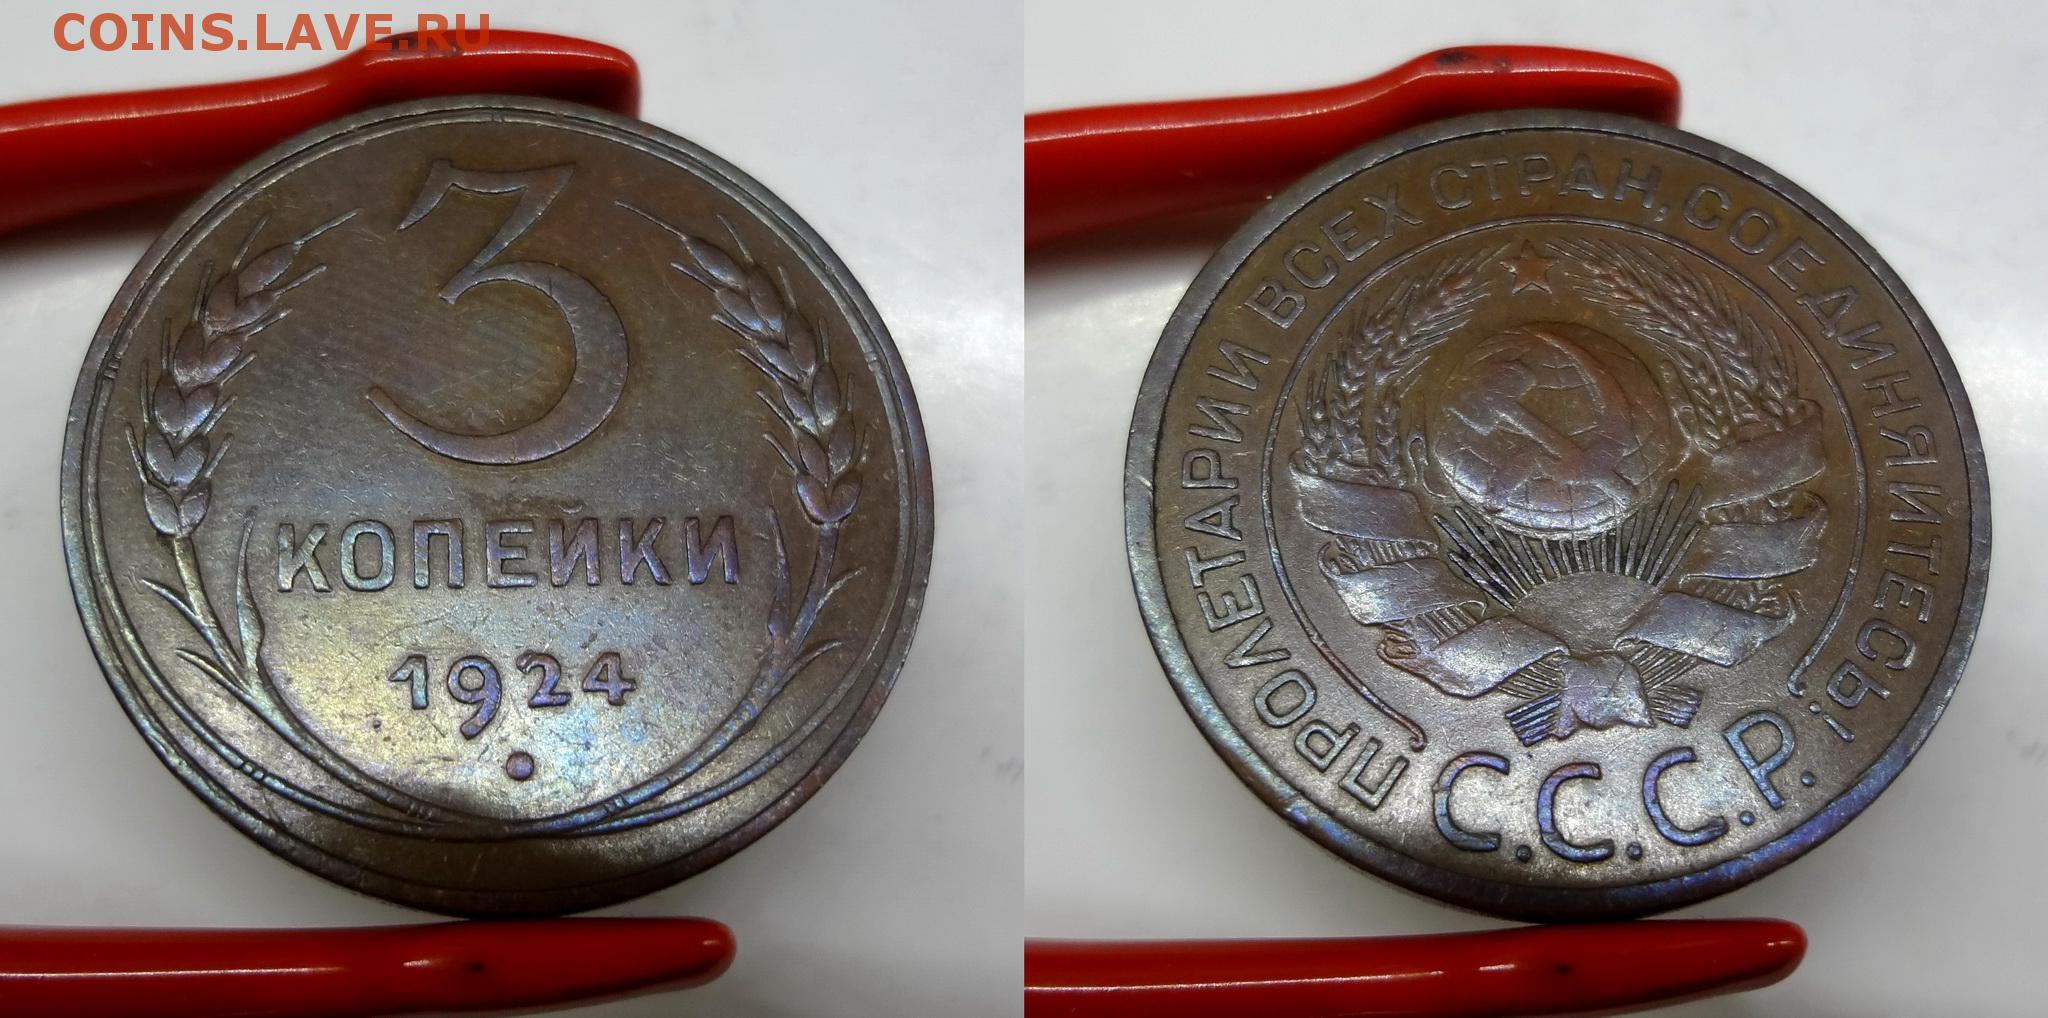 COINS.LAVE.RU
3
КОПЕЙКИ
1924
ПРОЛЕТАРИИ ВСЕХ СТРАН, СОЕДИНЯЙТЕСЬ!
С.С.С.Р.